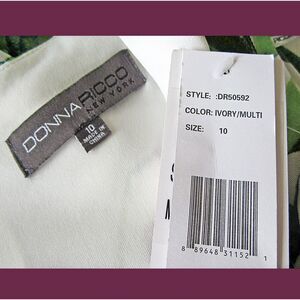 DONNA RICCO
NEW YORK
10
MADE IN
CHINA
STYLE: :DR50592
COLOR: IVORY/MULTI
SIZE: 10
8 89648 31152 1